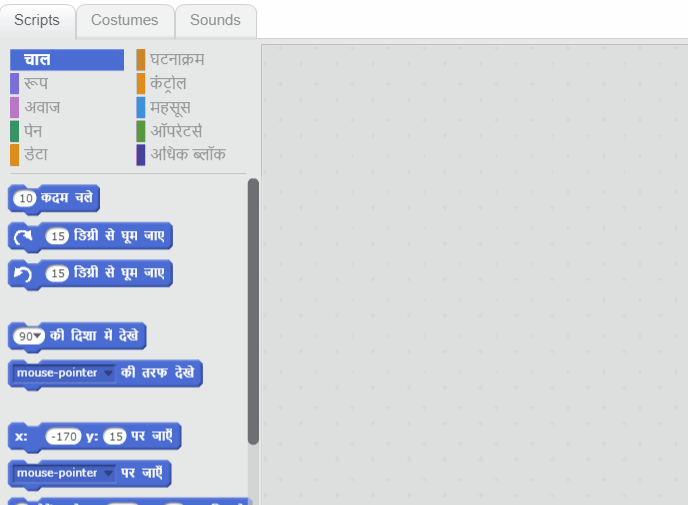 Scripts Costumes Sounds
चाल घटनाक्रम
रूप कंट्रोल
अवाज महसूस
पेन ऑपरेटर्स
डेटा अधिक ब्लॉक
10 कदम चले
15 डिग्री से घूम जाए
15 डिग्री से घूम जाए
90 की दिशा में देखे
mouse-pointer की तरफ देखे
x: -170 y: 15 पर जाएँ
mouse-pointer पर जाएँ